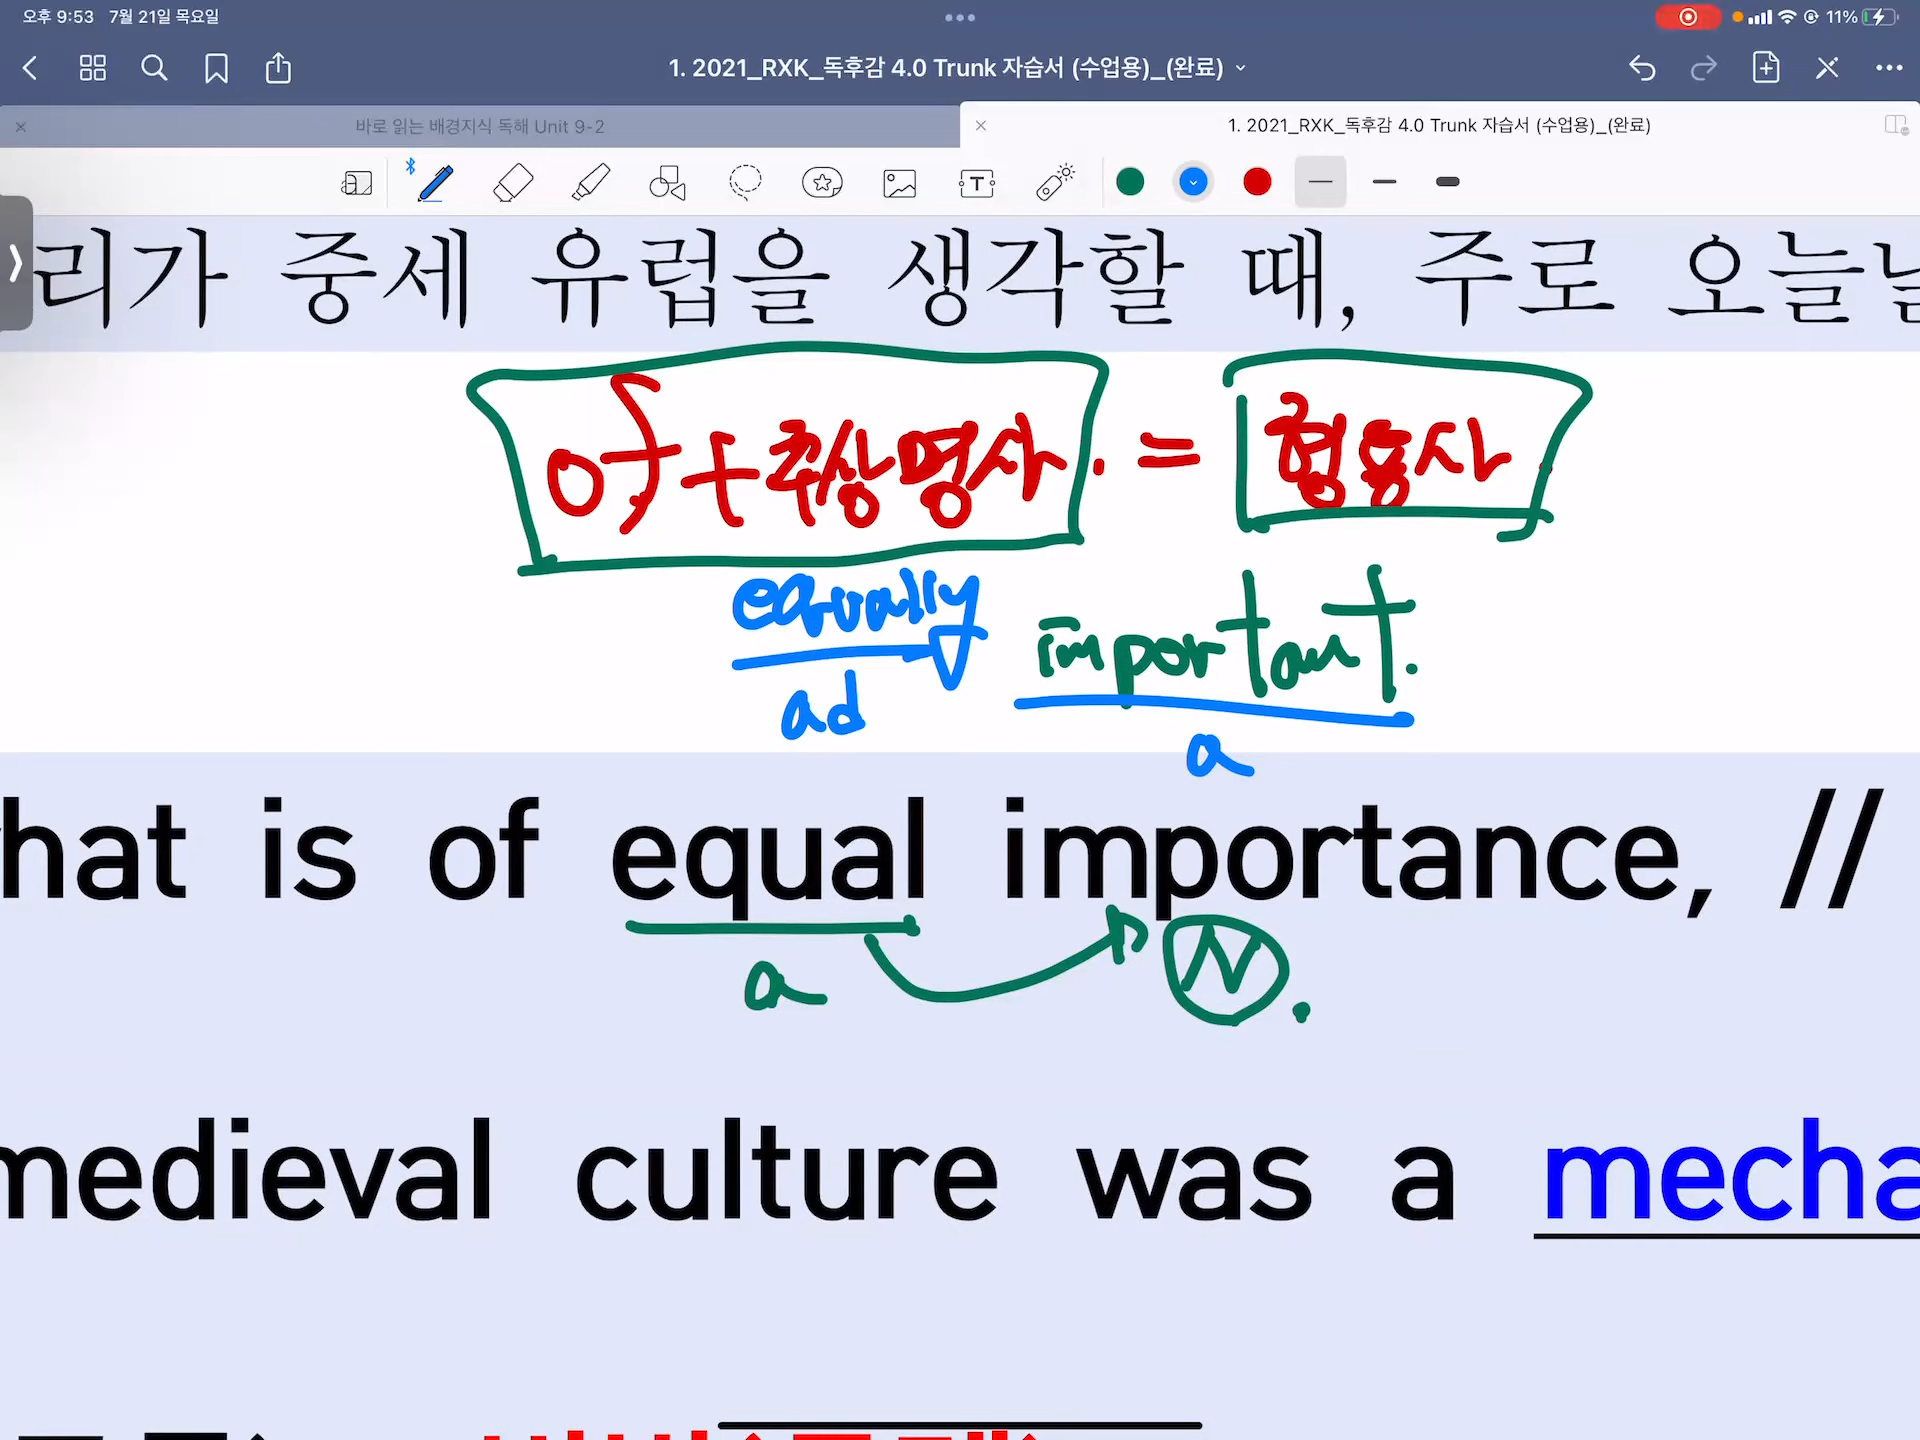 오후 9:53 7월 21일 목요일
11%
1. 2021_RXK_독후감 4.0 Trunk 자습서 (수업용)_(완료)
바로 읽는 배경지식 독해 Unit 9-2
1. 2021_RXK_독후감 4.0 Trunk 자습서 (수업용)_(완료)
리가 중세 유럽을 생각할 때, 주로 오늘날
of + 추상명사. = 형용사
equally important.
ad a
hat is of equal importance, //
a N.
medieval culture was a mecha